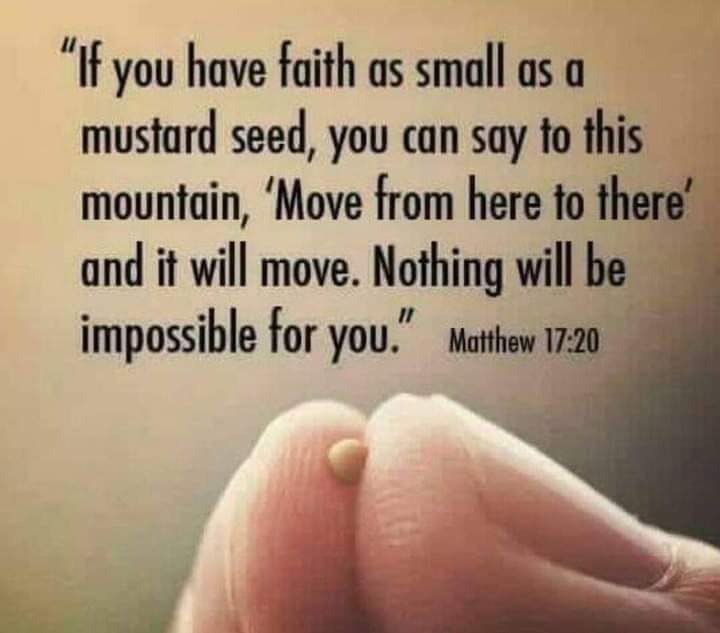 “If you have faith as small as a
mustard seed, you can say to this
mountain, ‘Move from here to there’
and it will move. Nothing will be
impossible for you.” Matthew 17:20